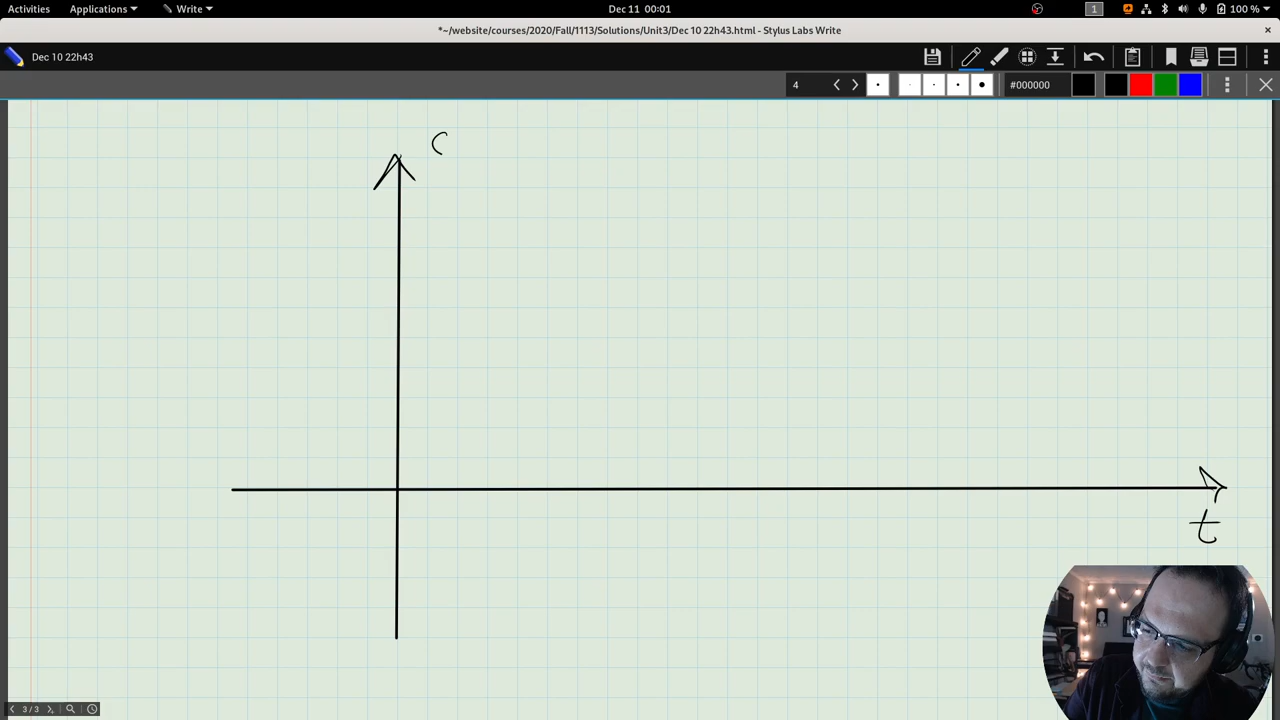 Activities Applications Write Dec 11 00:01 1 100 %
*~/website/courses/2020/Fall/1113/Solutions/Unit3/Dec 10 22h43.html - Stylus Labs Write ×
Dec 10 22h43
4 #000000
C
t
3 / 3